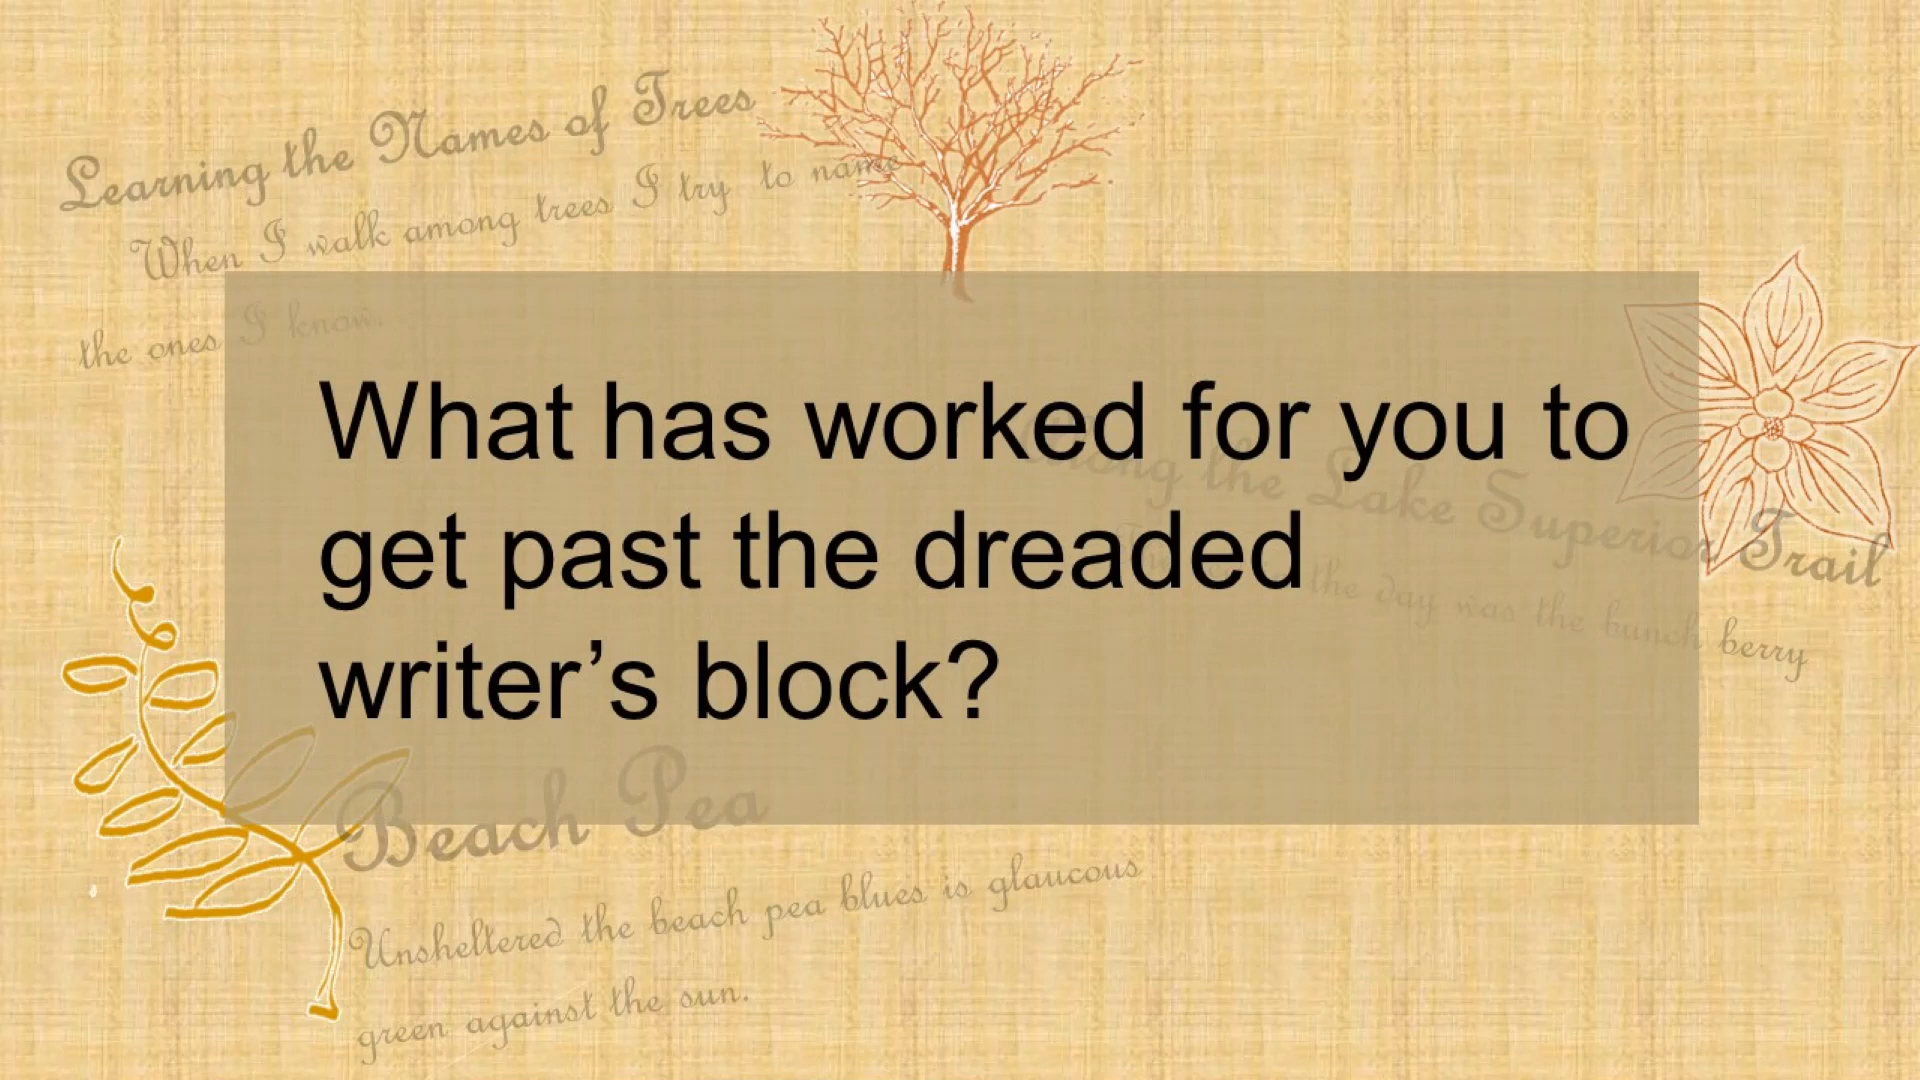 Learning the Names of Trees
When I walk among trees I try to name
the ones I know.
What has worked for you to
get past the dreaded
writer's block?
Along the Lake Superior Trail
the day was the bunch berry
Beach Pea
Unsheltered the beach pea blues is glaucous
green against the sun.